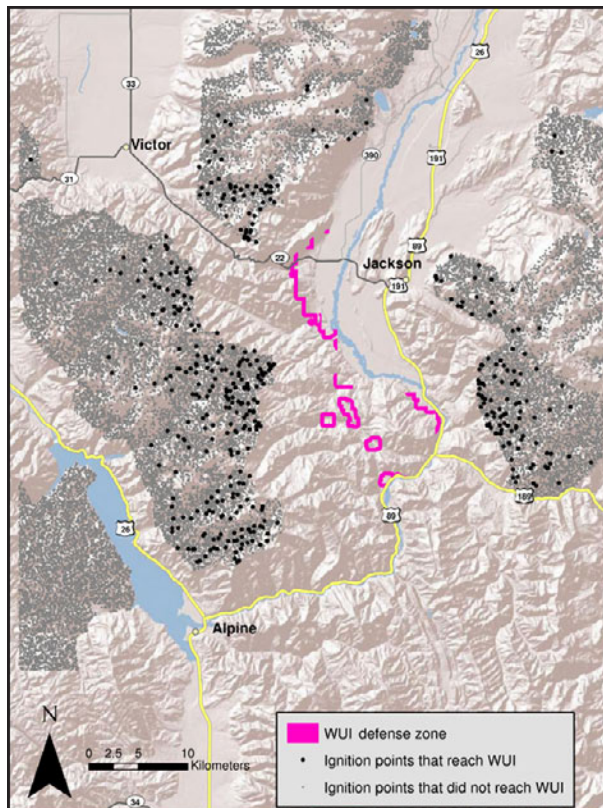 26
33
Victor
191
390
31
89
22
Jackson
191
189
26
89
Alpine
34
N
0 2.5 5 10
Kilometers
WUI defense zone
Ignition points that reach WUI
Ignition points that did not reach WUI